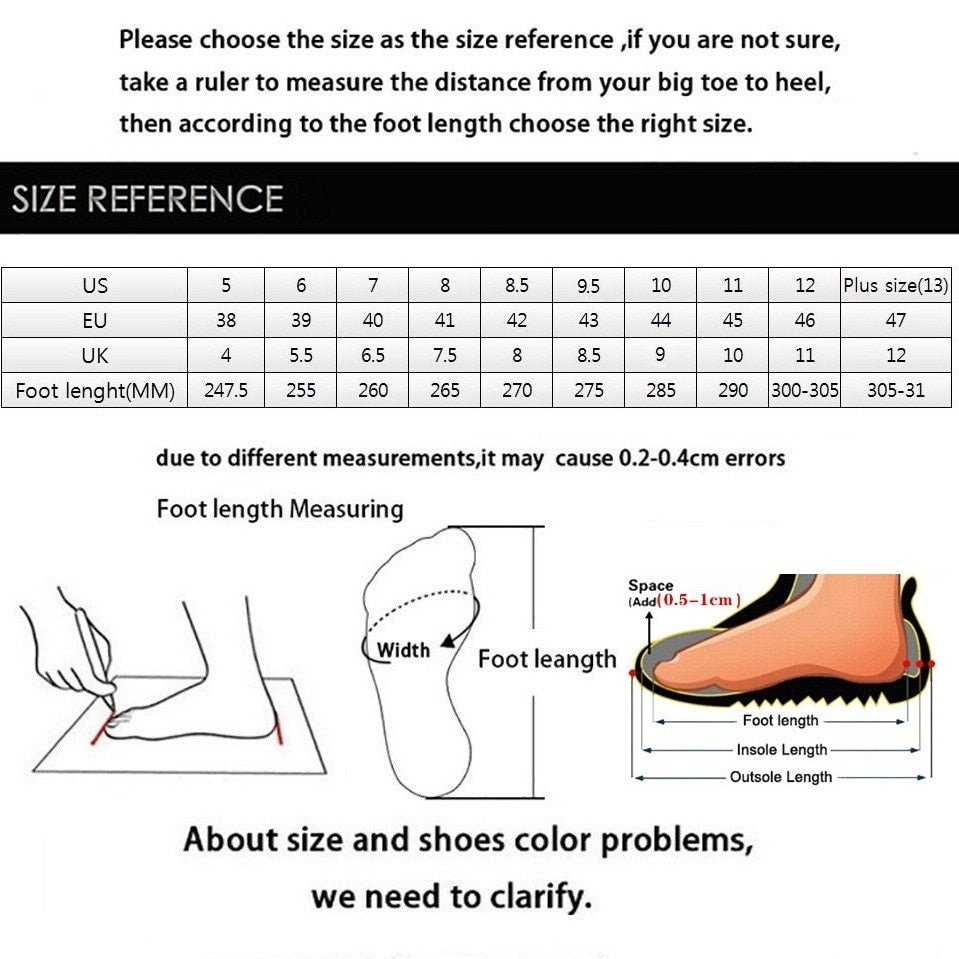 Please choose the size as the size reference ,if you are not sure,
take a ruler to measure the distance from your big toe to heel,
then according to the foot length choose the right size.
SIZE REFERENCE
US 5 6 7 8 8.5 9.5 10 11 12 Plus size(13)
EU 38 39 40 41 42 43 44 45 46 47
UK 4 5.5 6.5 7.5 8 8.5 9 10 11 12
Foot lenght(MM) 247.5 255 260 265 270 275 285 290 300-305 305-31
due to different measurements,it may cause 0.2-0.4cm errors
Foot length Measuring
Width
Foot leangth
Space
(Add(0.5-1cm)
Foot length
Insole Length
Outsole Length
About size and shoes color problems,
we need to clarify.